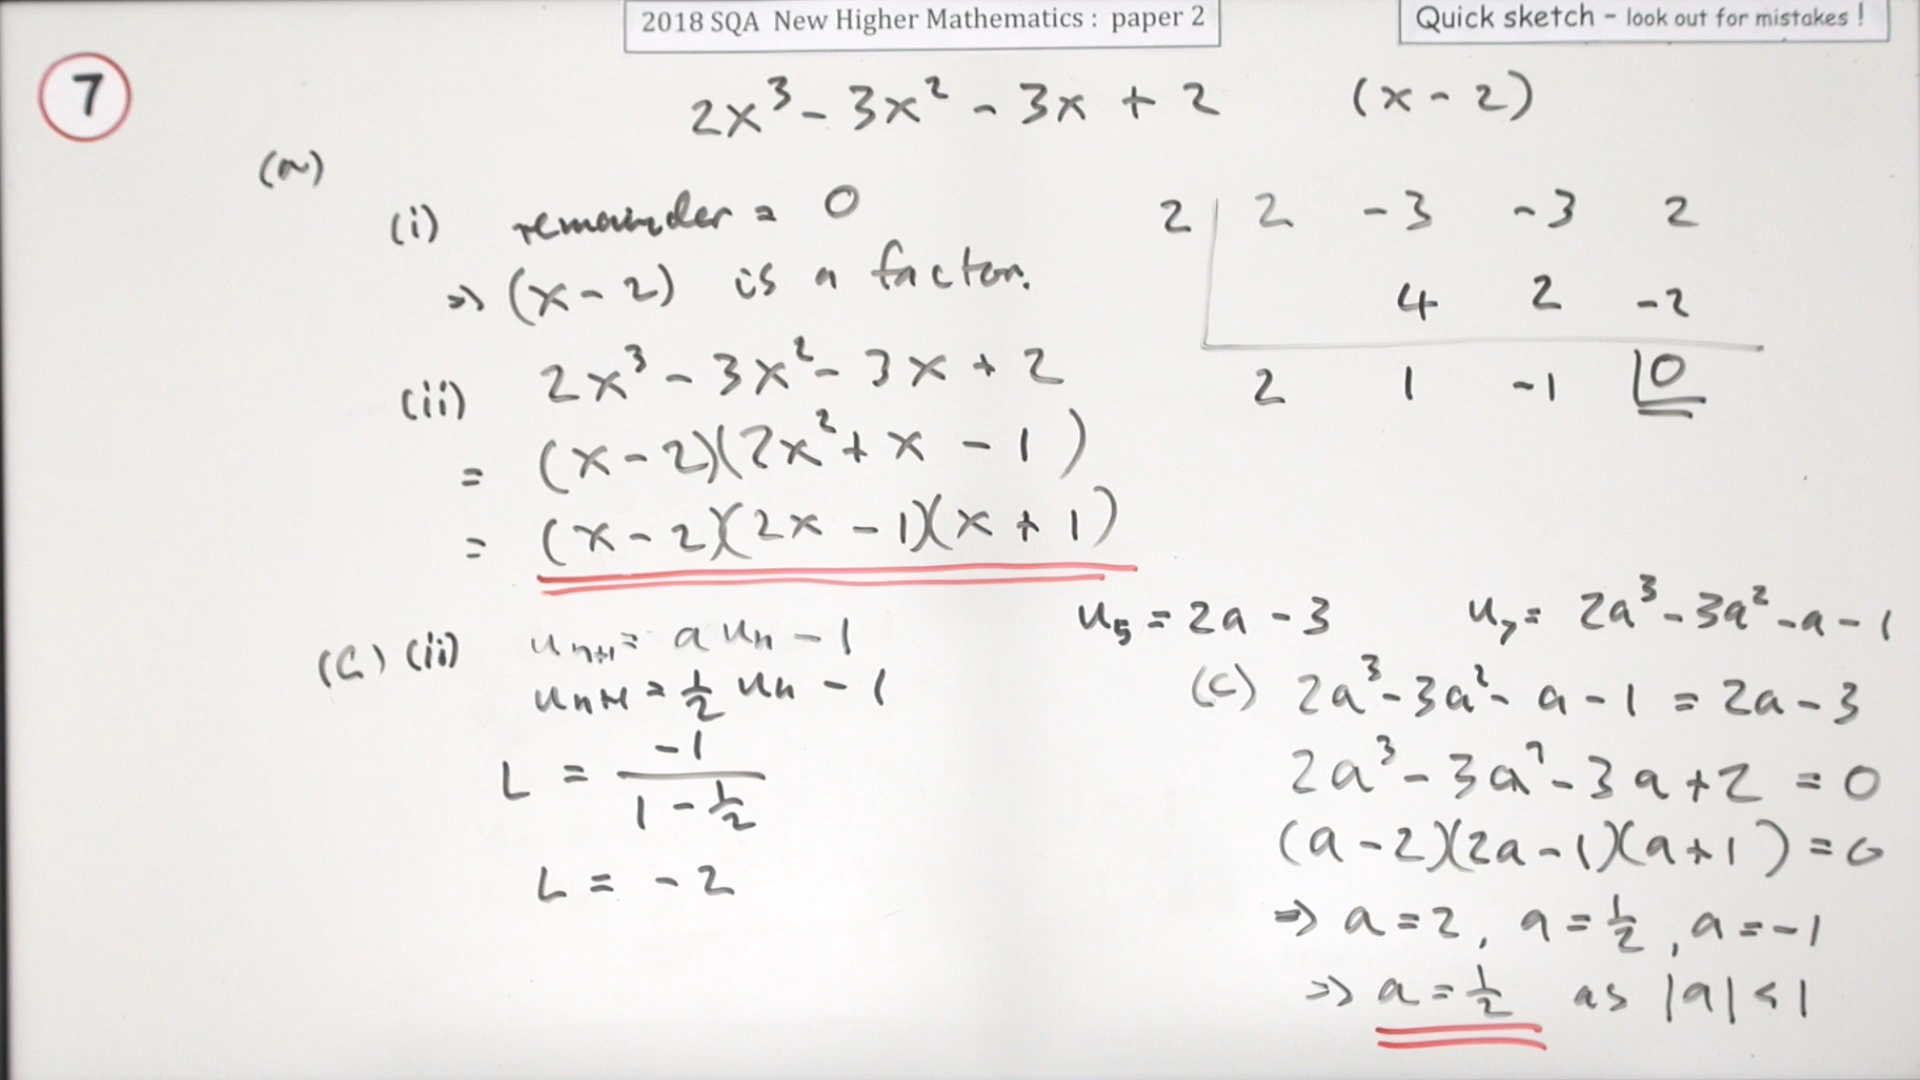 2018 SQA New Higher Mathematics : paper 2
Quick sketch – look out for mistakes !
7
2x³ - 3x² - 3x + 2 (x - 2)
(a)
(i) remainder = 0
⇒ (x - 2) is a factor.
2 | 2 -3 -3 2
4 2 -2
2 1 -1 |0
(ii) 2x³ - 3x² - 3x + 2
= (x - 2)(2x² + x - 1)
= (x - 2)(2x - 1)(x + 1)
u₅ = 2a - 3 u₇ = 2a³ - 3a² - a - 1
(c) 2a³ - 3a² - a - 1 = 2a - 3
2a³ - 3a² - 3a + 2 = 0
(a - 2)(2a - 1)(a + 1) = 0
⇒ a = 2, a = ½, a = -1
⇒ a = ½ as |a| < 1
(c) (ii) uₙ₊₁ = a uₙ - 1
uₙ₊₁ = ½ uₙ - 1
L = -1 / (1 - ½)
L = -2